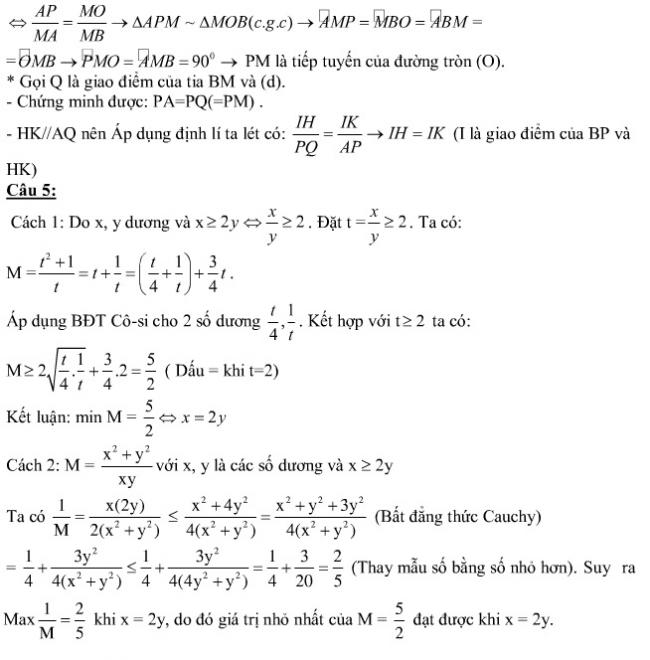 ⇔ AP/MA = MO/MB → ΔAPM ~ ΔMOB(c.g.c) → □AMP = □MBO = □ABM =
=□OMB → □PMO = □AMB = 90⁰ → PM là tiếp tuyến của đường tròn (O).
* Gọi Q là giao điểm của tia BM và (d).
- Chứng minh được: PA=PQ(=PM) .
- HK//AQ nên Áp dụng định lí ta lét có: IH/PQ = IK/AP → IH = IK (I là giao điểm của BP và
HK)
Câu 5:
Cách 1: Do x, y dương và x ≥ 2y ⇔ x/y ≥ 2 . Đặt t = x/y ≥ 2 . Ta có:
M = (t² + 1)/t = t + 1/t = (t/4 + 1/t) + 3/4 t .
Áp dụng BĐT Cô-si cho 2 số dương t/4 , 1/t . Kết hợp với t ≥ 2 ta có:
M ≥ 2√(t/4 . 1/t) + 3/4 .2 = 5/2 ( Dấu = khi t=2)
Kết luận: min M = 5/2 ⇔ x = 2y
Cách 2: M = (x² + y²)/xy với x, y là các số dương và x ≥ 2y
Ta có 1/M = x(2y)/2(x² + y²) ≤ (x² + 4y²)/4(x² + y²) = (x² + y² + 3y²)/4(x² + y²) (Bất đẳng thức Cauchy)
= 1/4 + 3y²/4(x² + y²) ≤ 1/4 + 3y²/4(4y² + y²) = 1/4 + 3/20 = 2/5 (Thay mẫu số bằng số nhỏ hơn). Suy ra
Max 1/M = 2/5 khi x = 2y, do đó giá trị nhỏ nhất của M = 5/2 đạt được khi x = 2y.